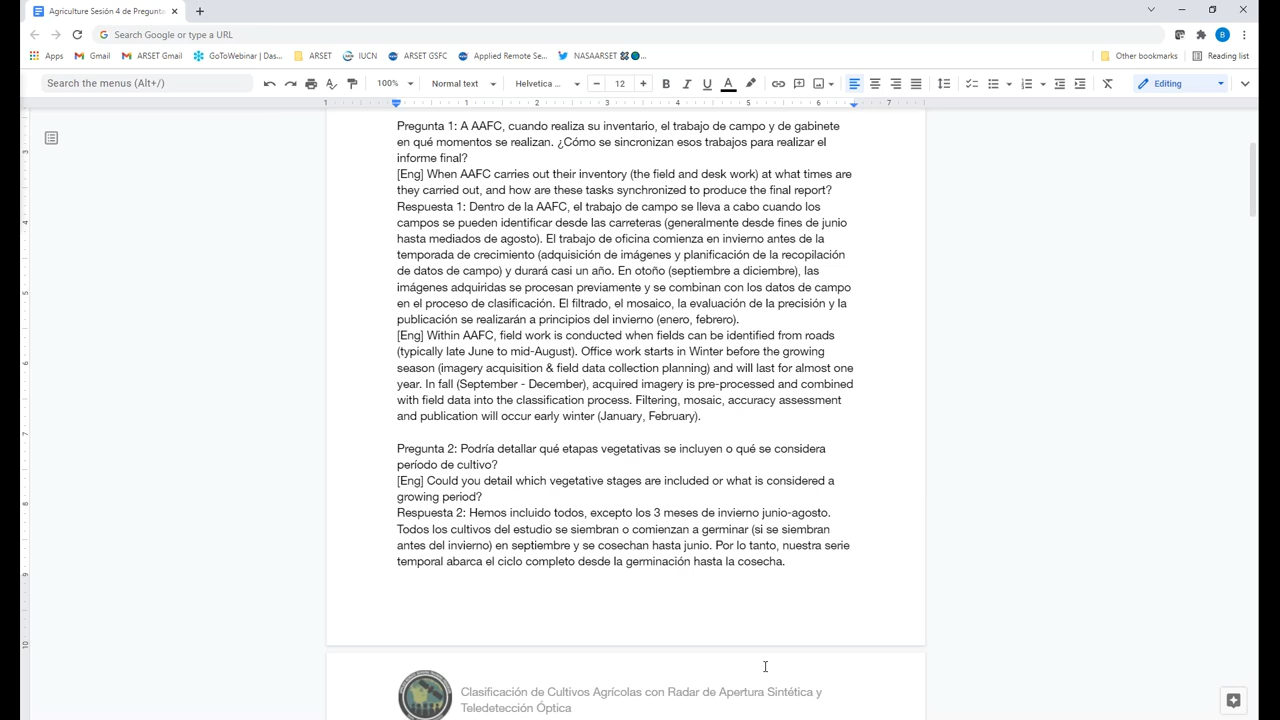 Agriculture Sesión 4 de Pregunta
Search Google or type a URL
Apps Gmail ARSET Gmail GoToWebinar | Das... ARSET IUCN ARSET GSFC Applied Remote Se... NASAARSET Other bookmarks Reading list
Search the menus (Alt+/) 100% Normal text Helvetica ... 12 Editing
1 1 2 3 4 5 6 7
Pregunta 1: A AAFC, cuando realiza su inventario, el trabajo de campo y de gabinete
en qué momentos se realizan. ¿Cómo se sincronizan esos trabajos para realizar el
informe final?
[Eng] When AAFC carries out their inventory (the field and desk work) at what times are
they carried out, and how are these tasks synchronized to produce the final report?
Respuesta 1: Dentro de la AAFC, el trabajo de campo se lleva a cabo cuando los
campos se pueden identificar desde las carreteras (generalmente desde fines de junio
hasta mediados de agosto). El trabajo de oficina comienza en invierno antes de la
temporada de crecimiento (adquisición de imágenes y planificación de la recopilación
de datos de campo) y durará casi un año. En otoño (septiembre a diciembre), las
imágenes adquiridas se procesan previamente y se combinan con los datos de campo
en el proceso de clasificación. El filtrado, el mosaico, la evaluación de la precisión y la
publicación se realizarán a principios del invierno (enero, febrero).
[Eng] Within AAFC, field work is conducted when fields can be identified from roads
(typically late June to mid-August). Office work starts in Winter before the growing
season (imagery acquisition & field data collection planning) and will last for almost one
year. In fall (September - December), acquired imagery is pre-processed and combined
with field data into the classification process. Filtering, mosaic, accuracy assessment
and publication will occur early winter (January, February).
Pregunta 2: Podría detallar qué etapas vegetativas se incluyen o qué se considera
período de cultivo?
[Eng] Could you detail which vegetative stages are included or what is considered a
growing period?
Respuesta 2: Hemos incluido todos, excepto los 3 meses de invierno junio-agosto.
Todos los cultivos del estudio se siembran o comienzan a germinar (si se siembran
antes del invierno) en septiembre y se cosechan hasta junio. Por lo tanto, nuestra serie
temporal abarca el ciclo completo desde la germinación hasta la cosecha.
Clasificación de Cultivos Agrícolas con Radar de Apertura Sintética y
Teledetección Óptica